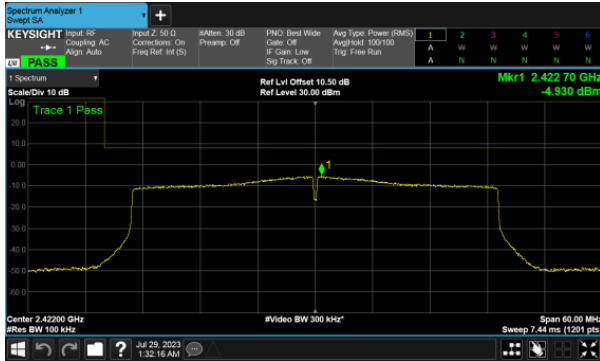 Spectrum Analyzer 1
Swept SA
KEYSIGHT Input: RF Input Z: 50 Ω #Atten: 30 dB PNO: Best Wide Avg Type: Power (RMS) 1 2 3 4 5 6
Coupling: AC Corrections: On Preamp: Off Gate: Off Avg|Hold: 100/100 A W W W W W
Align: Auto Freq Ref: Int (S) IF Gain: Low Trig: Free Run
LXI PASS Sig Track: Off A N N N N N
1 Spectrum Ref Lvl Offset 10.50 dB Mkr1 2.422 70 GHz
Scale/Div 10 dB Ref Level 30.00 dBm -4.930 dBm
Log
Trace 1 Pass
20.0
10.0
0.00
1
-10.0
-20.0
-30.0
-40.0
-50.0
-60.0
Center 2.42200 GHz #Video BW 300 kHz* Span 60.00 MHz
#Res BW 100 kHz Sweep 7.44 ms (1201 pts)
? Jul 29, 2023
1:32:16 AM